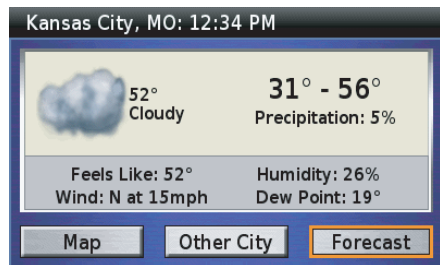 Kansas City, MO: 12:34 PM
52°
Cloudy
31° - 56°
Precipitation: 5%
Feels Like: 52°
Wind: N at 15mph
Humidity: 26%
Dew Point: 19°
Map
Other City
Forecast